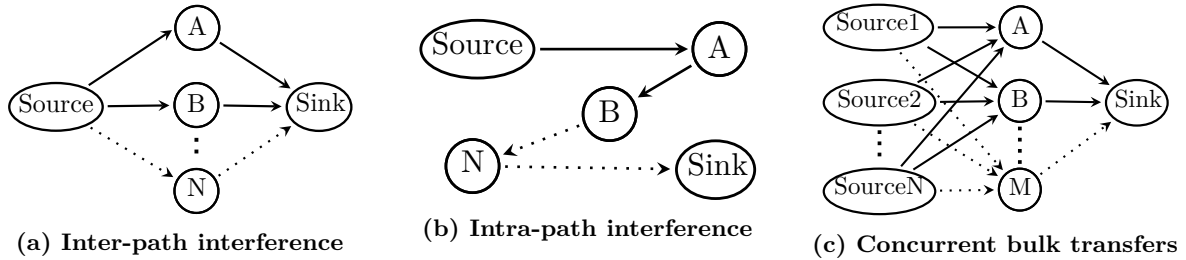 Source
A
B
N
Sink
(a) Inter-path interference
Source
A
B
N
Sink
(b) Intra-path interference
Source1
Source2
SourceN
A
B
M
Sink
(c) Concurrent bulk transfers